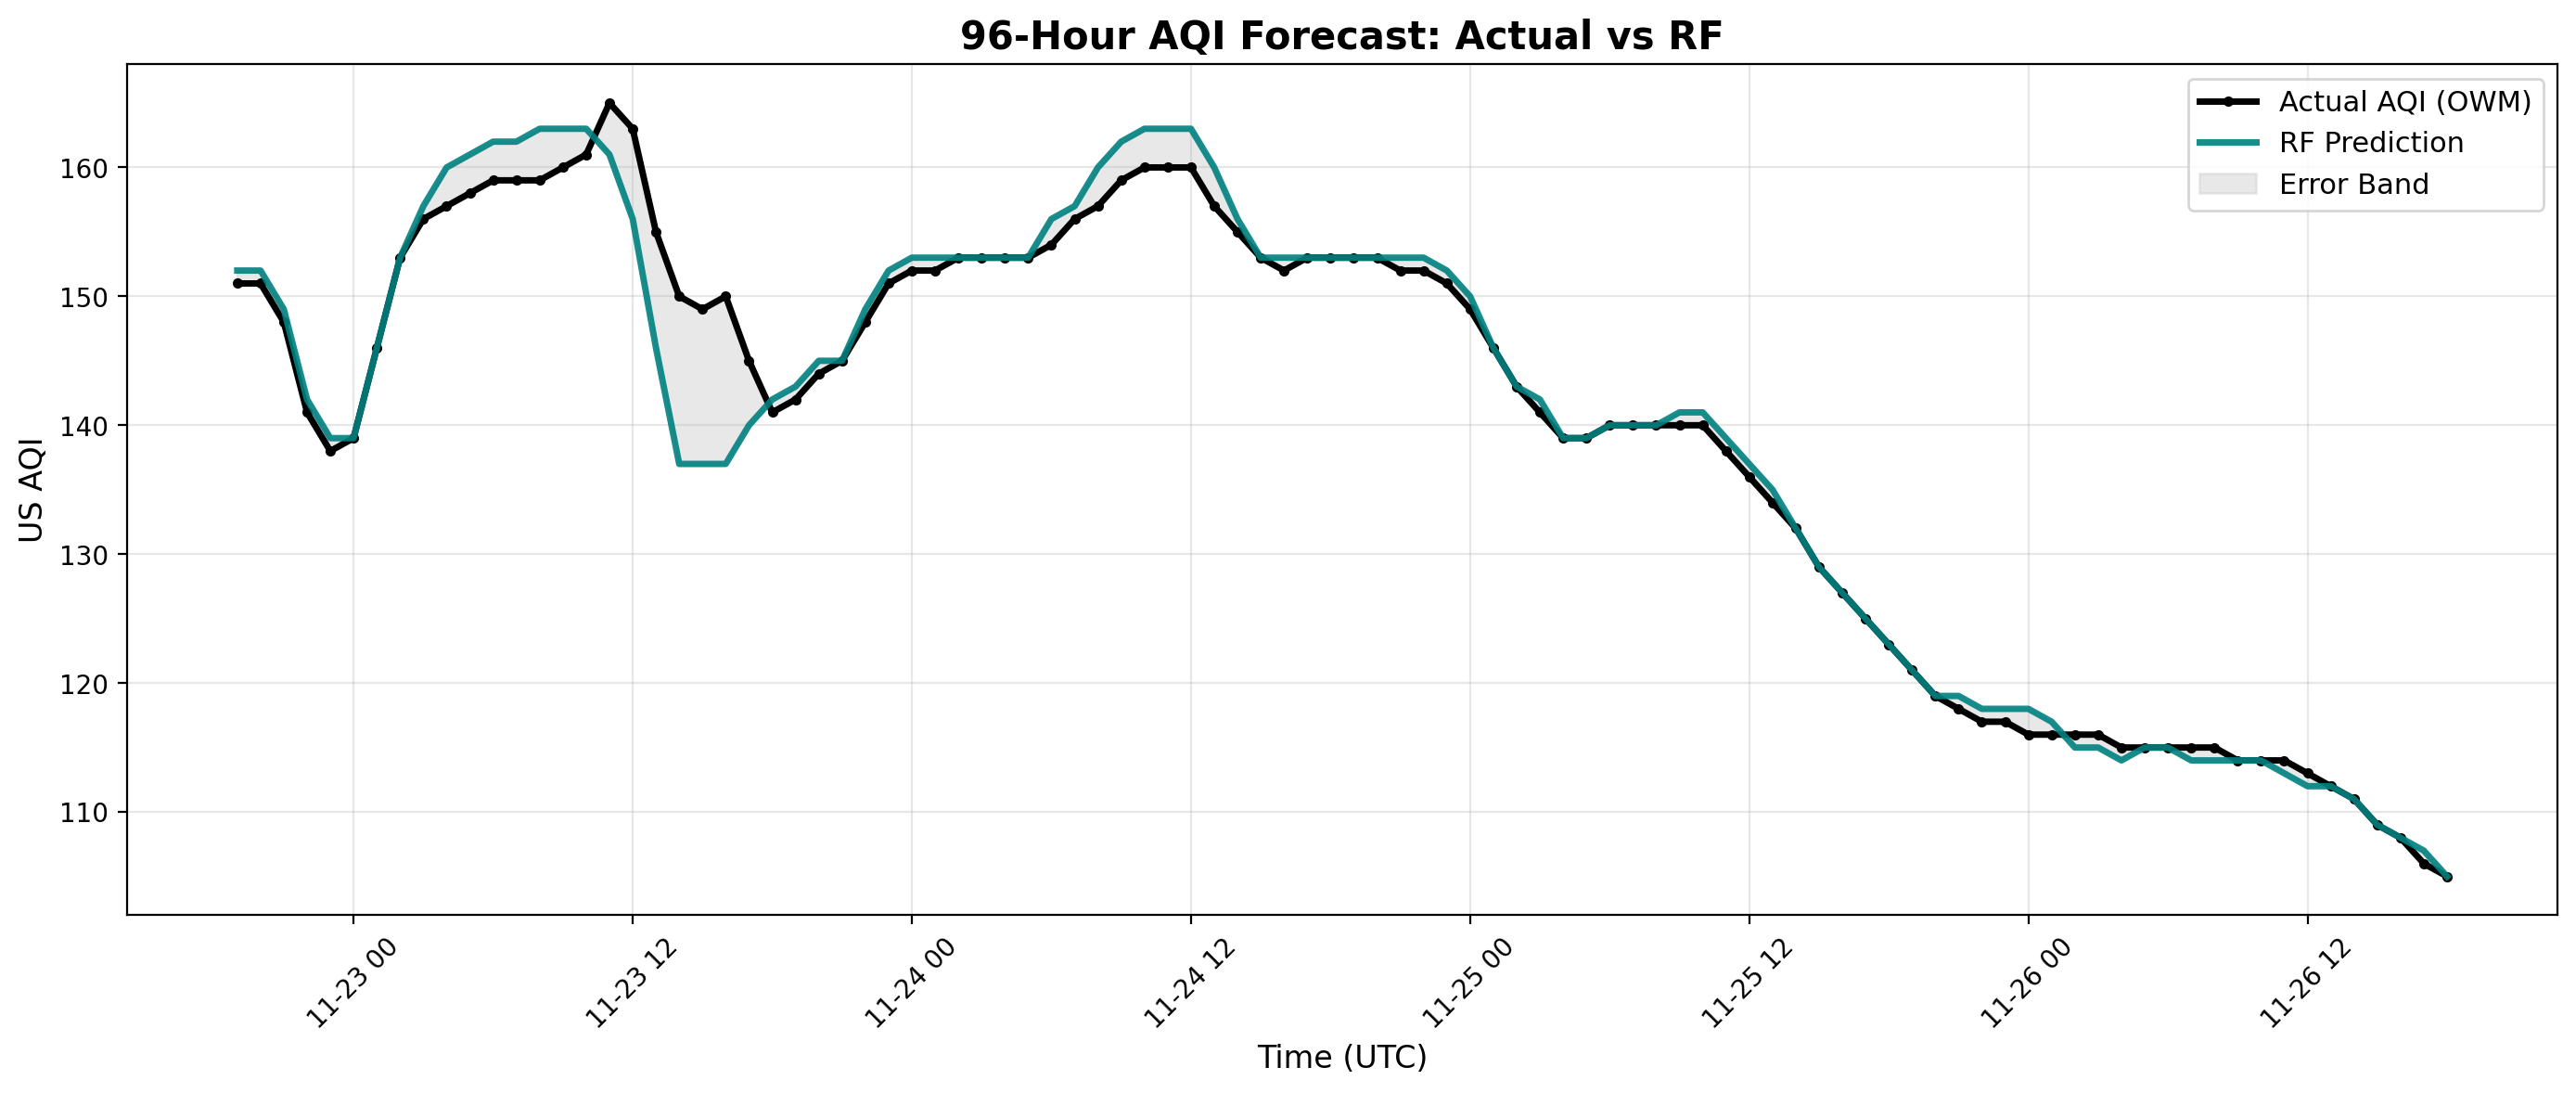 96-Hour AQI Forecast: Actual vs RF
Actual AQI (OWM)
RF Prediction
Error Band
US AQI
160
150
140
130
120
110
11-23 00
11-23 12
11-24 00
11-24 12
11-25 00
11-25 12
11-26 00
11-26 12
Time (UTC)